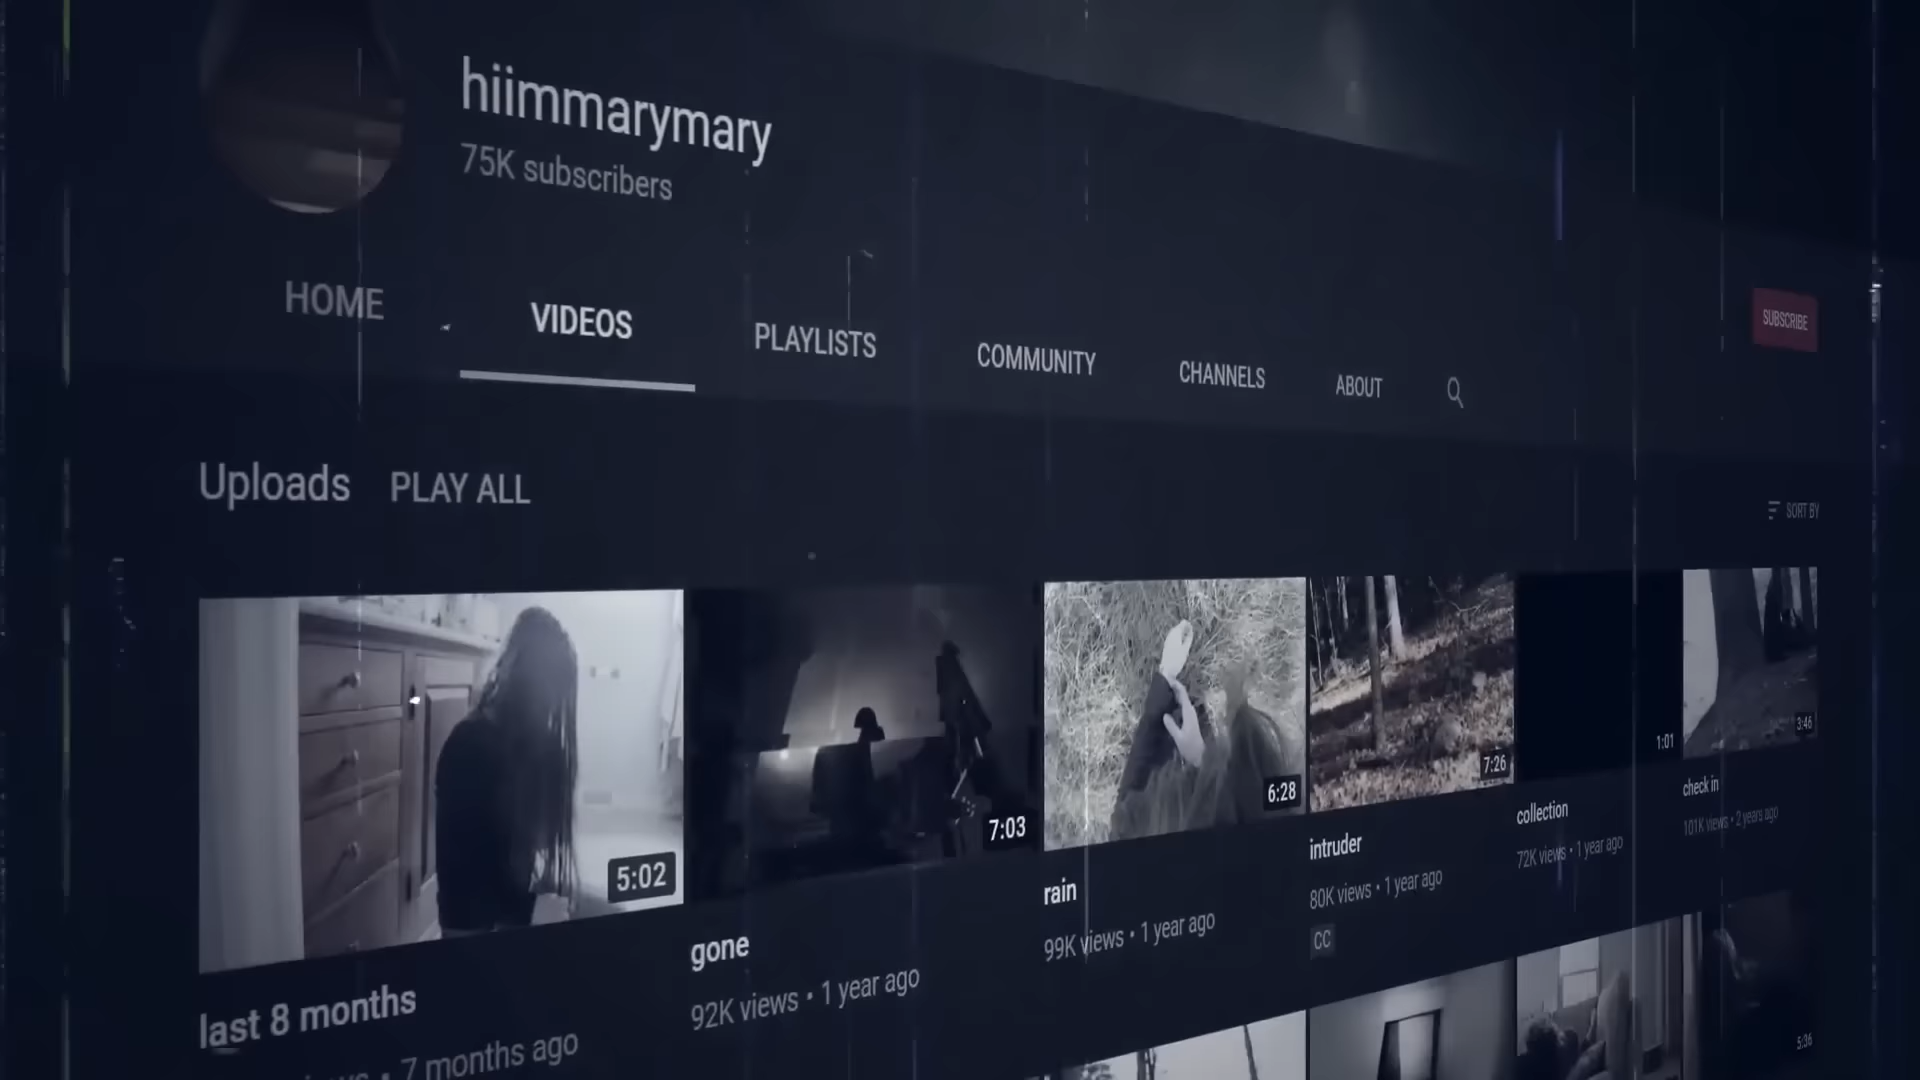 hiimmarymary
75K subscribers
HOME
VIDEOS
PLAYLISTS
COMMUNITY
CHANNELS
ABOUT
SUBSCRIBE
Uploads
PLAY ALL
SORT BY
5:02
7:03
6:28
7:26
1:01
3:46
last 8 months
• 7 months ago
gone
92K views • 1 year ago
rain
99K views • 1 year ago
intruder
80K views • 1 year ago
CC
collection
72K views • 1 year ago
check in
101K views • 2 years ago
5:36